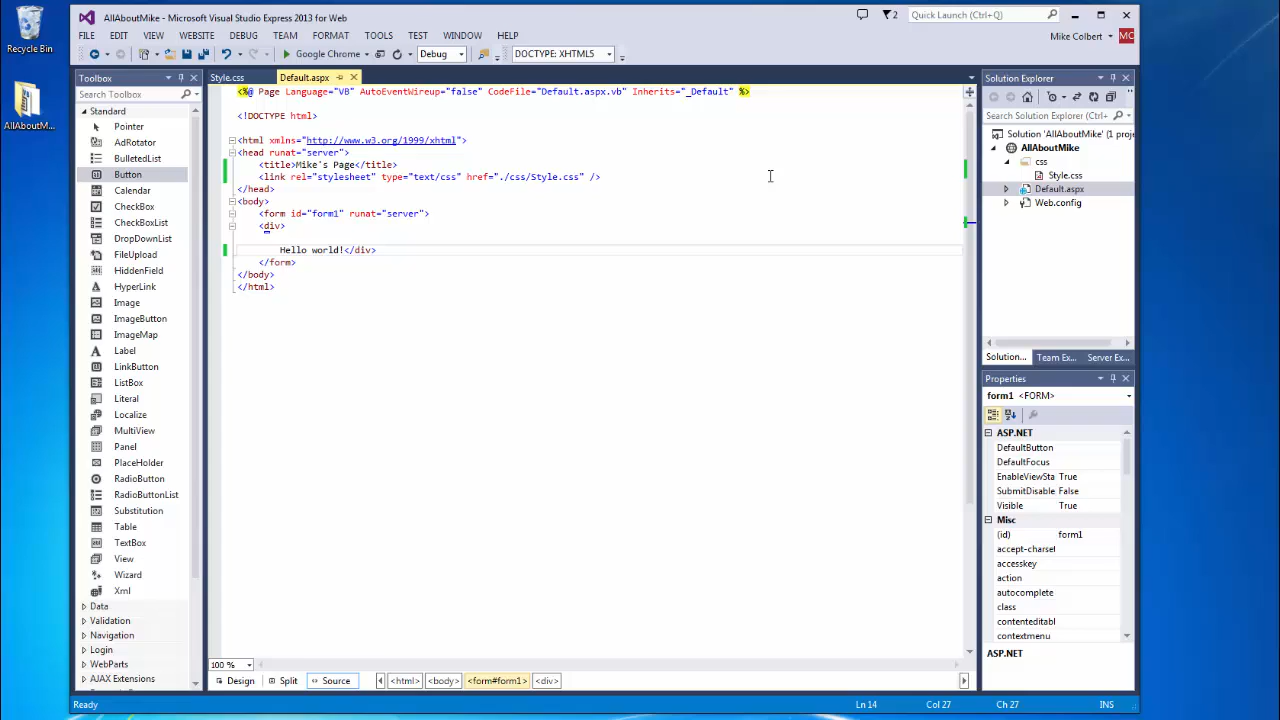 Recycle Bin
AllAboutM...
AllAboutMike - Microsoft Visual Studio Express 2013 for Web
2
Quick Launch (Ctrl+Q)
FILE EDIT VIEW WEBSITE DEBUG TEAM FORMAT TOOLS TEST WINDOW HELP
Mike Colbert MC
Google Chrome Debug DOCTYPE: XHTML5
Toolbox
Search Toolbox
Standard
Pointer
AdRotator
BulletedList
Button
Calendar
CheckBox
CheckBoxList
DropDownList
FileUpload
HiddenField
HyperLink
Image
ImageButton
ImageMap
Label
LinkButton
ListBox
Literal
Localize
MultiView
Panel
PlaceHolder
RadioButton
RadioButtonList
Substitution
Table
TextBox
View
Wizard
Xml
Data
Validation
Navigation
Login
WebParts
AJAX Extensions
Style.css Default.aspx
<%@ Page Language="VB" AutoEventWireup="false" CodeFile="Default.aspx.vb" Inherits="_Default" %>
<!DOCTYPE html>
<html xmlns="http://www.w3.org/1999/xhtml">
<head runat="server">
<title>Mike's Page</title>
<link rel="stylesheet" type="text/css" href="./css/Style.css" />
</head>
<body>
<form id="form1" runat="server">
<div>
Hello world!</div>
</form>
</body>
</html>
100 %
Design Split Source <html> <body> <form#form1> <div>
Solution Explorer
Search Solution Explorer (Ctrl+
Solution 'AllAboutMike' (1 proj
AllAboutMike
css
Style.css
Default.aspx
Web.config
Solution... Team Ex... Server Ex...
Properties
form1 <FORM>
ASP.NET
DefaultButton
DefaultFocus
EnableViewSta True
SubmitDisable False
Visible True
Misc
(id) form1
accept-charset
accesskey
action
autocomplete
class
contenteditabl
contextmenu
ASP.NET
Ready Ln 14 Col 27 Ch 27 INS